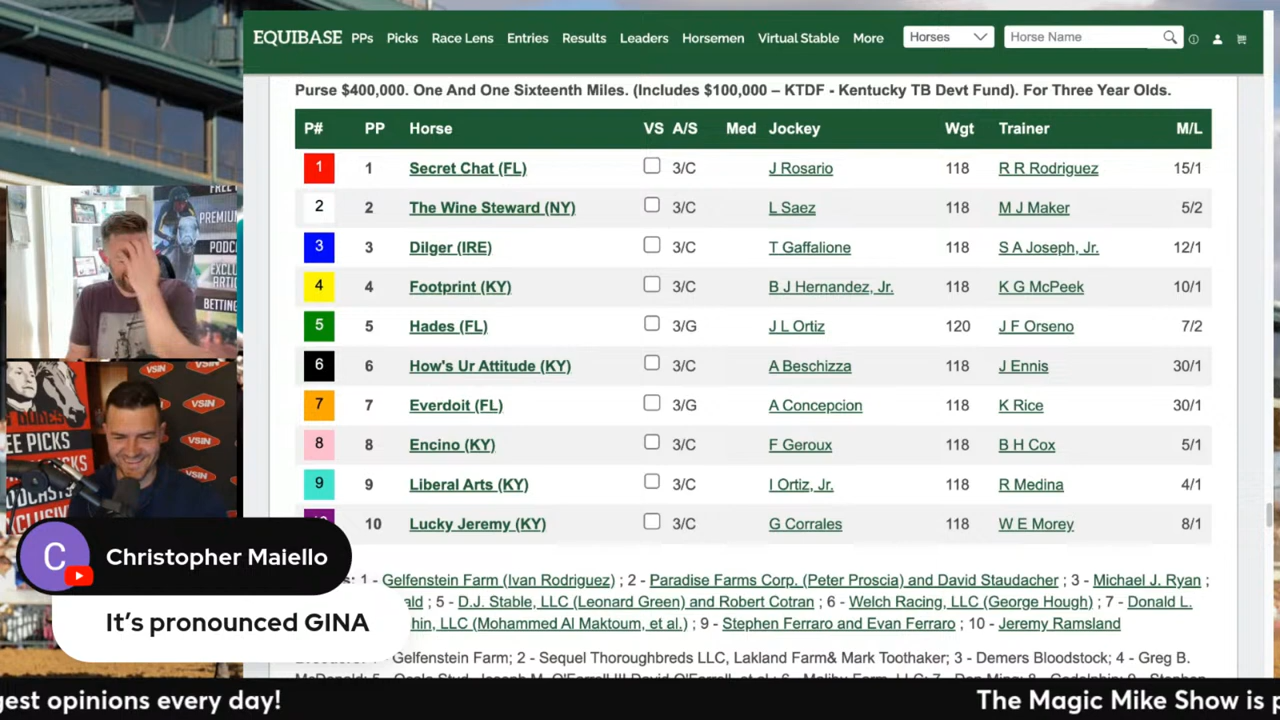 EQUIBASE PPs Picks Race Lens Entries Results Leaders Horsemen Virtual Stable More Horses Horse Name
Purse $400,000. One And One Sixteenth Miles. (Includes $100,000 – KTDF - Kentucky TB Devt Fund). For Three Year Olds.
P# PP Horse VS A/S Med Jockey Wgt Trainer M/L
1 1 Secret Chat (FL) 3/C J Rosario 118 R R Rodriguez 15/1
2 2 The Wine Steward (NY) 3/C L Saez 118 M J Maker 5/2
3 3 Dilger (IRE) 3/C T Gaffalione 118 S A Joseph, Jr. 12/1
4 4 Footprint (KY) 3/C B J Hernandez, Jr. 118 K G McPeek 10/1
5 5 Hades (FL) 3/G J L Ortiz 120 J F Orseno 7/2
6 6 How's Ur Attitude (KY) 3/C A Beschizza 118 J Ennis 30/1
7 7 Everdoit (FL) 3/G A Concepcion 118 K Rice 30/1
8 8 Encino (KY) 3/C F Geroux 118 B H Cox 5/1
9 9 Liberal Arts (KY) 3/C I Ortiz, Jr. 118 R Medina 4/1
10 Lucky Jeremy (KY) 3/C G Corrales 118 W E Morey 8/1
1 - Gelfenstein Farm (Ivan Rodriguez) ; 2 - Paradise Farms Corp. (Peter Proscia) and David Staudacher ; 3 - Michael J. Ryan ;
ald ; 5 - D.J. Stable, LLC (Leonard Green) and Robert Cotran ; 6 - Welch Racing, LLC (George Hough) ; 7 - Donald L.
hin, LLC (Mohammed Al Maktoum, et al.) ; 9 - Stephen Ferraro and Evan Ferraro ; 10 - Jeremy Ramsland
Gelfenstein Farm; 2 - Sequel Thoroughbreds LLC, Lakland Farm& Mark Toothaker; 3 - Demers Bloodstock; 4 - Greg B.
PREMIUM
PODC
EXCLU
ARTIC
BETTING
EE PICKS
VSiN
VSiN
VSiN
VSiN
C
Christopher Maiello
It's pronounced GINA
gest opinions every day! The Magic Mike Show is p